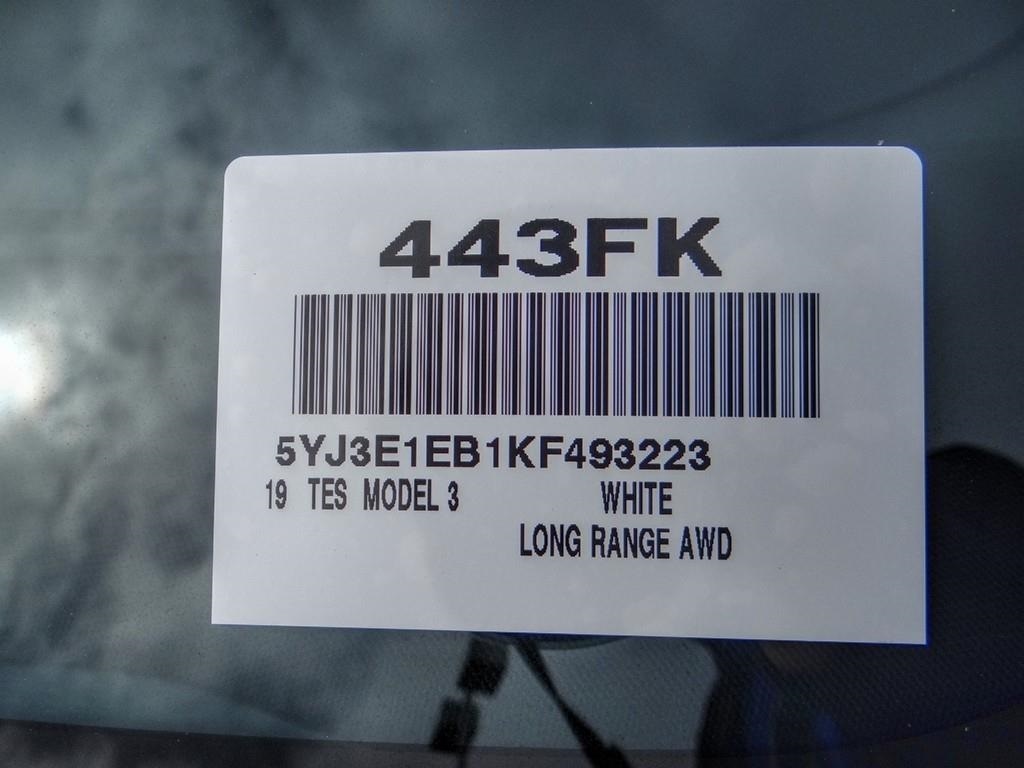 443FK
5YJ3E1EB1KF493223
19 TES MODEL 3 WHITE
LONG RANGE AWD